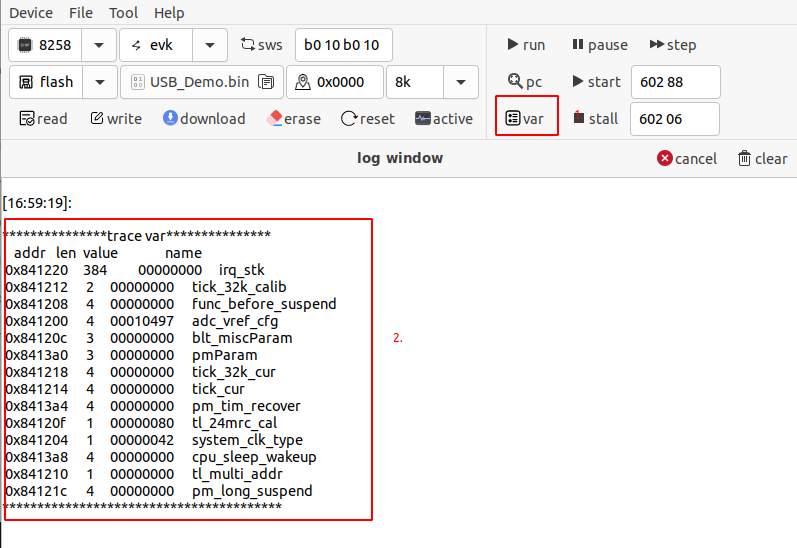 Device File Tool Help
8258 evk sws b0 10 b0 10 run pause step
flash USB_Demo.bin 0x0000 8k pc start 602 88
read write download erase reset active var stall 602 06
log window cancel clear
[16:59:19]:
***************trace var***************
addr len value name
0x841220 384 00000000 irq_stk
0x841212 2 00000000 tick_32k_calib
0x841208 4 00000000 func_before_suspend
0x841200 4 00010497 adc_vref_cfg
0x84120c 3 00000000 blt_miscParam
0x8413a0 3 00000000 pmParam
0x841218 4 00000000 tick_32k_cur
0x841214 4 00000000 tick_cur
0x8413a4 4 00000000 pm_tim_recover
0x84120f 1 00000080 tl_24mrc_cal
0x841204 1 00000042 system_clk_type
0x8413a8 4 00000000 cpu_sleep_wakeup
0x841210 1 00000000 tl_multi_addr
0x84121c 4 00000000 pm_long_suspend
****************************************
2.